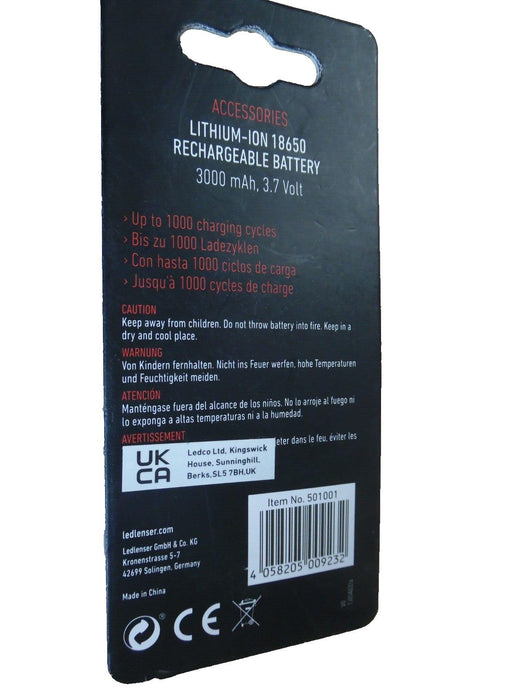 ACCESSORIES
LITHIUM-ION 18650
RECHARGEABLE BATTERY
3000 mAh, 3.7 Volt
› Up to 1000 charging cycles
› Bis zu 1000 Ladezyklen
› Con hasta 1000 ciclos de carga
› Jusqu'à 1000 cycles de charge
CAUTION
Keep away from children. Do not throw battery into fire. Keep in a
dry and cool place.
WARNUNG
Von Kindern fernhalten. Nicht ins Feuer werfen, hohe Temperaturen
und Feuchtigkeit meiden.
ATENCIÓN
Manténgase fuera del alcance de los niños. No lo arroje al fuego ni
lo exponga a altas temperaturas ni a la humedad.
AVERTISSEMENT
eter dans le feu. éviter les
UK
CA
Ledco Ltd, Kingswick
House, Sunninghill,
Berks,SL5 7BH,UK
Item No. 501001
4 058205 009232
ledlenser.com
Ledlenser GmbH & Co. KG
Kronenstrasse 5-7
42699 Solingen, Germany
Made in China
CE